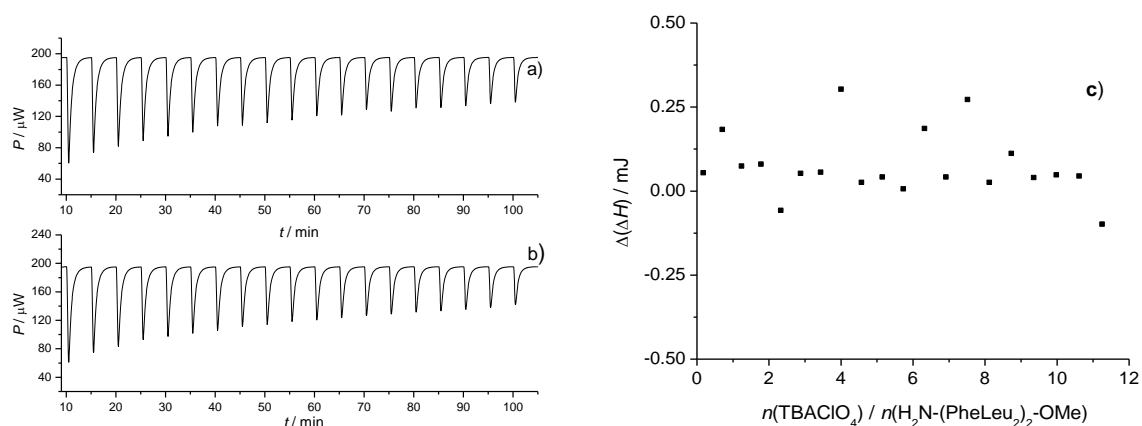 200
160
120
80
40
P / μW
a)
10 20 30 40 50 60 70 80 90 100
t / min
240
200
160
120
80
40
P / μW
b)
10 20 30 40 50 60 70 80 90 100
t / min
0.50
0.25
0.00
-0.25
-0.50
Δ(ΔH) / mJ
c)
0 2 4 6 8 10 12
n(TBAClO₄) / n(H₂N-(PheLeu₂)₂-OMe)